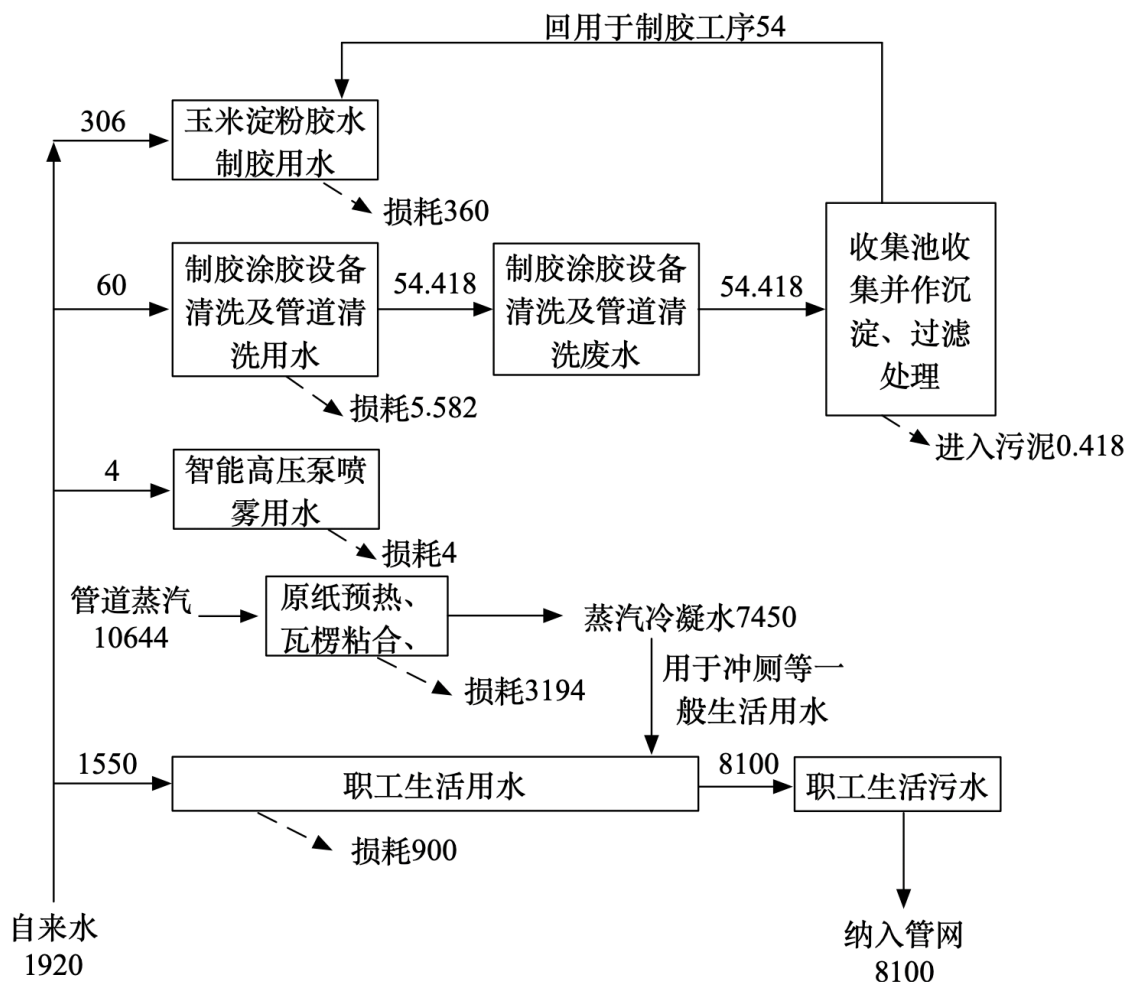 回用于制胶工序54
306
玉米淀粉胶水
制胶用水
损耗360
60
制胶涂胶设备
清洗及管道清
洗用水
54.418
制胶涂胶设备
清洗及管道清
洗废水
54.418
收集池收
集并作沉
淀、过滤
处理
损耗5.582
进入污泥0.418
4
智能高压泵喷
雾用水
损耗4
管道蒸汽
10644
原纸预热、
瓦楞粘合、
蒸汽冷凝水7450
损耗3194
用于冲厕等一
般生活用水
1550
职工生活用水
8100
职工生活污水
损耗900
自来水
1920
纳入管网
8100